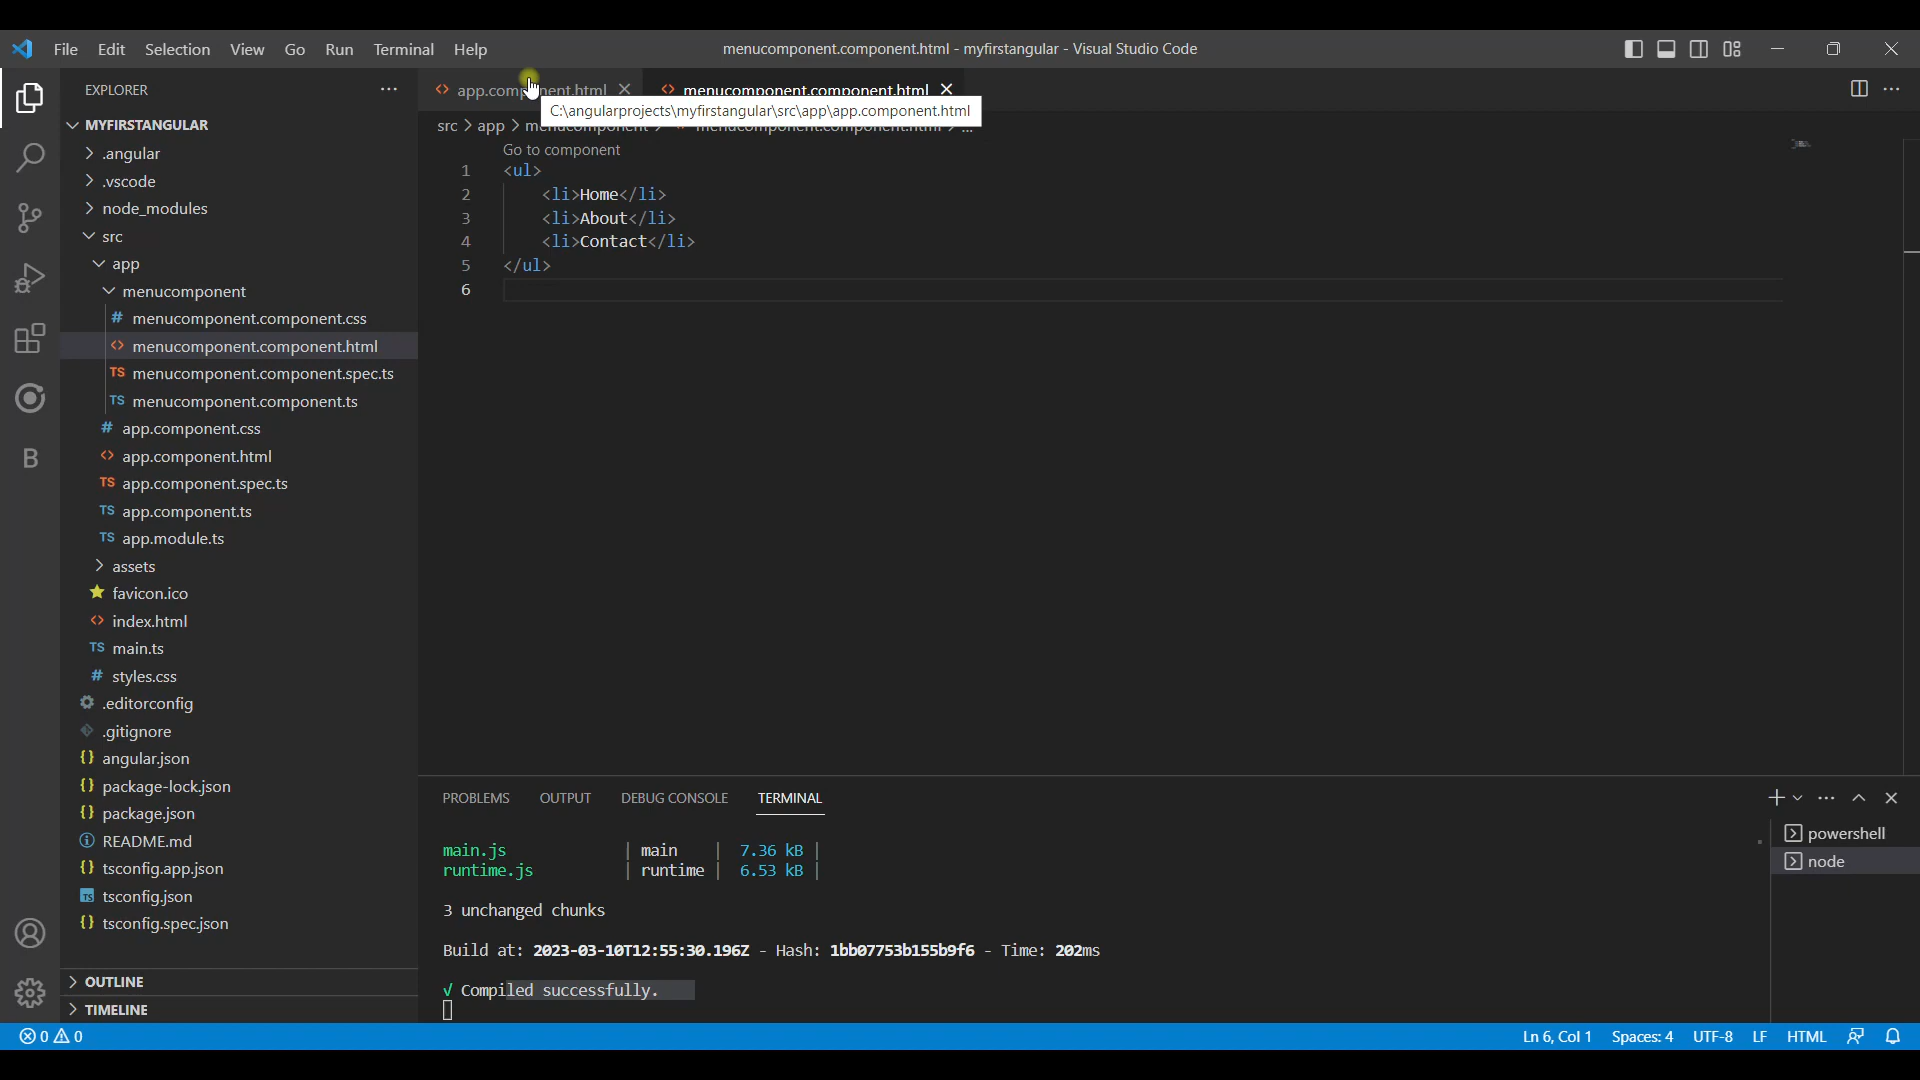 File Edit Selection View Go Run Terminal Help
menucomponent.component.html - myfirstangular - Visual Studio Code
EXPLORER
MYFIRSTANGULAR
.angular
.vscode
node_modules
src
app
menucomponent
# menucomponent.component.css
<> menucomponent.component.html
TS menucomponent.component.spec.ts
TS menucomponent.component.ts
# app.component.css
<> app.component.html
TS app.component.spec.ts
TS app.component.ts
TS app.module.ts
assets
favicon.ico
<> index.html
TS main.ts
# styles.css
.editorconfig
.gitignore
{} angular.json
{} package-lock.json
{} package.json
README.md
{} tsconfig.app.json
TS tsconfig.json
{} tsconfig.spec.json
OUTLINE
TIMELINE
B
<> app.component.html
<> menucomponent.component.html
C:\angularprojects\myfirstangular\src\app\app.component.html
src > app > menucomponent > <> menucomponent.component.html > ...
Go to component
1 <ul>
2 <li>Home</li>
3 <li>About</li>
4 <li>Contact</li>
5 </ul>
6
PROBLEMS OUTPUT DEBUG CONSOLE TERMINAL
main.js | main | 7.36 kB |
runtime.js | runtime | 6.53 kB |
3 unchanged chunks
Build at: 2023-03-10T12:55:30.196Z - Hash: 1bb07753b155b9f6 - Time: 202ms
√ Compiled successfully.
powershell
node
0 0
Ln 6, Col 1 Spaces: 4 UTF-8 LF HTML